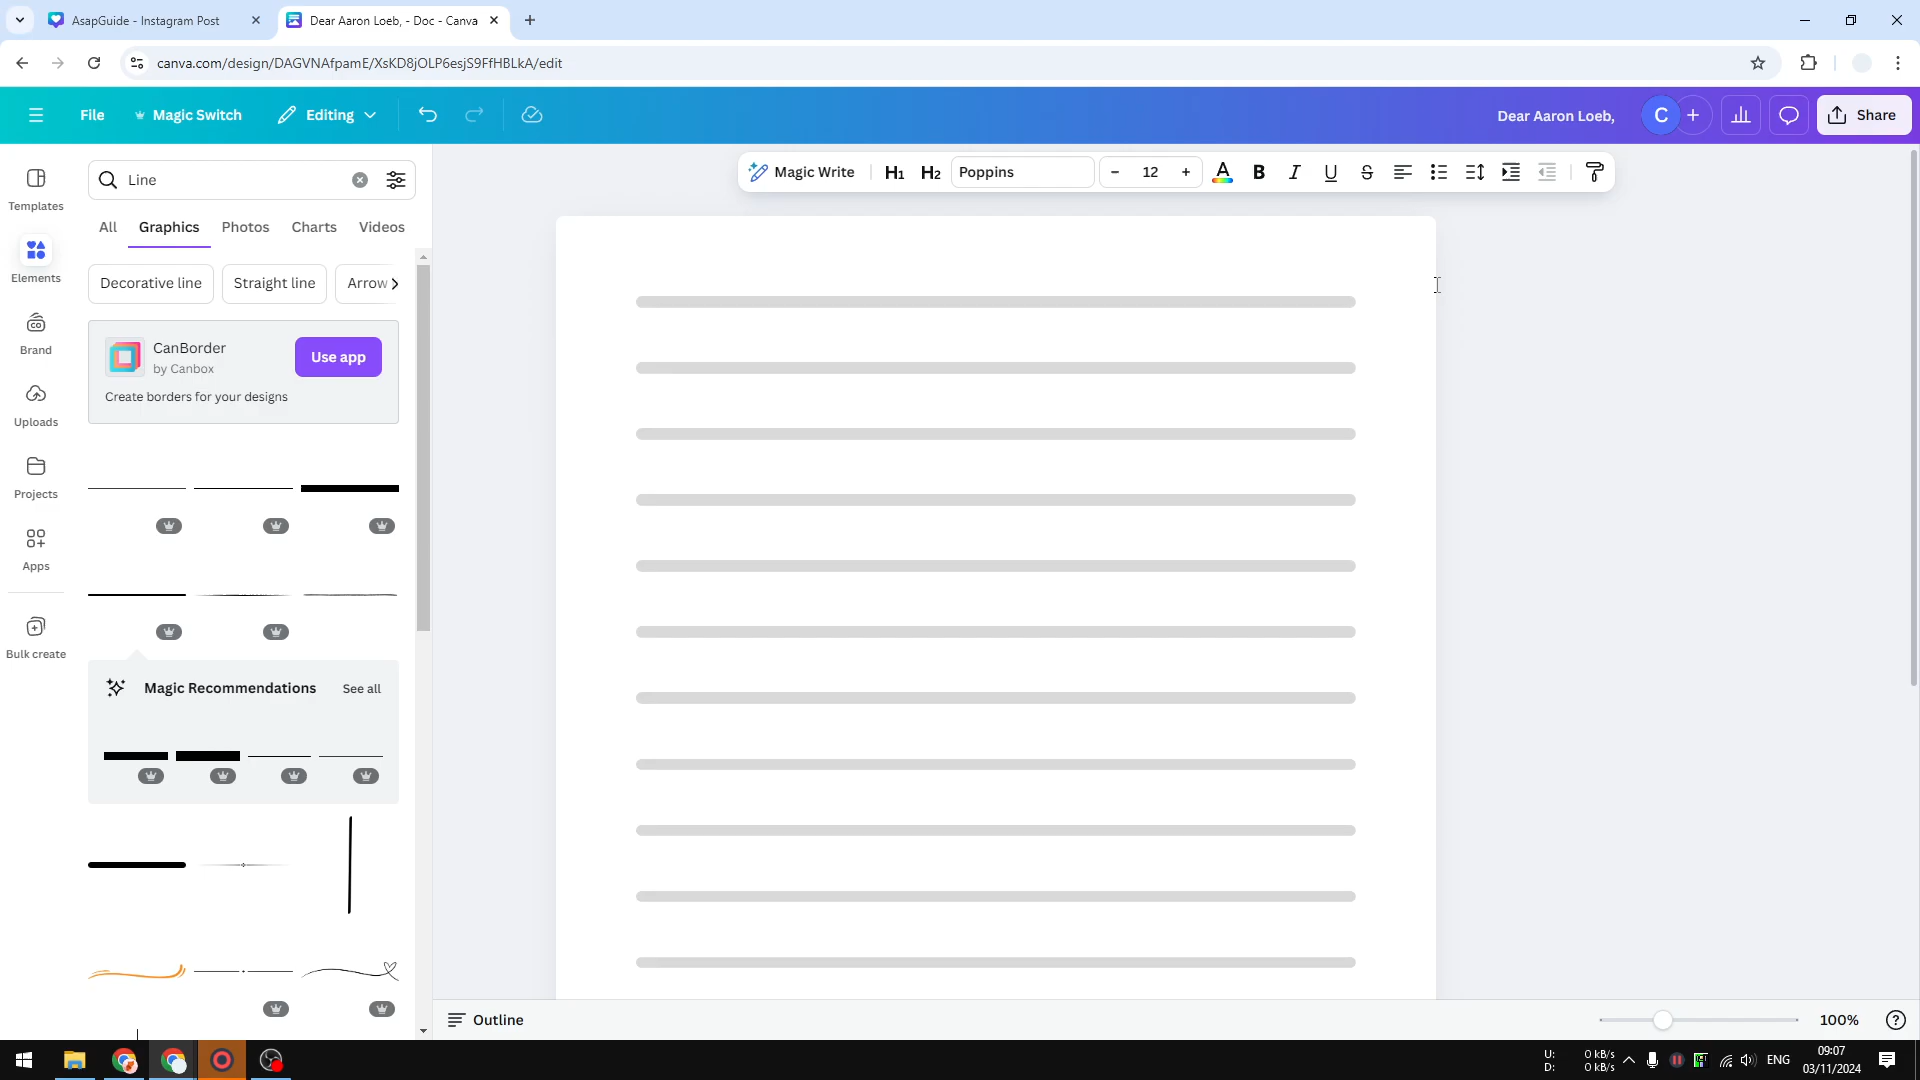 AsapGuide - Instagram Post
Dear Aaron Loeb, - Doc - Canva
canva.com/design/DAGVNAfpamE/XsKD8jOLP6esjS9FfHBLkA/edit
File
Magic Switch
Editing
Dear Aaron Loeb,
C
Share
Templates
Elements
Brand
Uploads
Projects
Apps
Bulk create
Line
All
Graphics
Photos
Charts
Videos
Decorative line
Straight line
Arrow
CanBorder
by Canbox
Use app
Create borders for your designs
Magic Recommendations
See all
Magic Write
H1
H2
Poppins
12
A
B
I
U
S
Outline
100%
U:
0 kB/s
D:
0 kB/s
ENG
09:07
03/11/2024